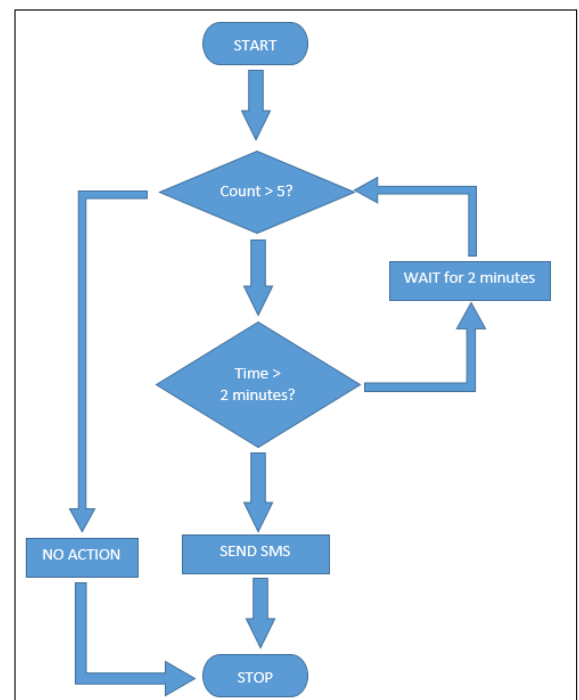 START
Count > 5?
WAIT for 2 minutes
Time >
2 minutes?
NO ACTION
SEND SMS
STOP